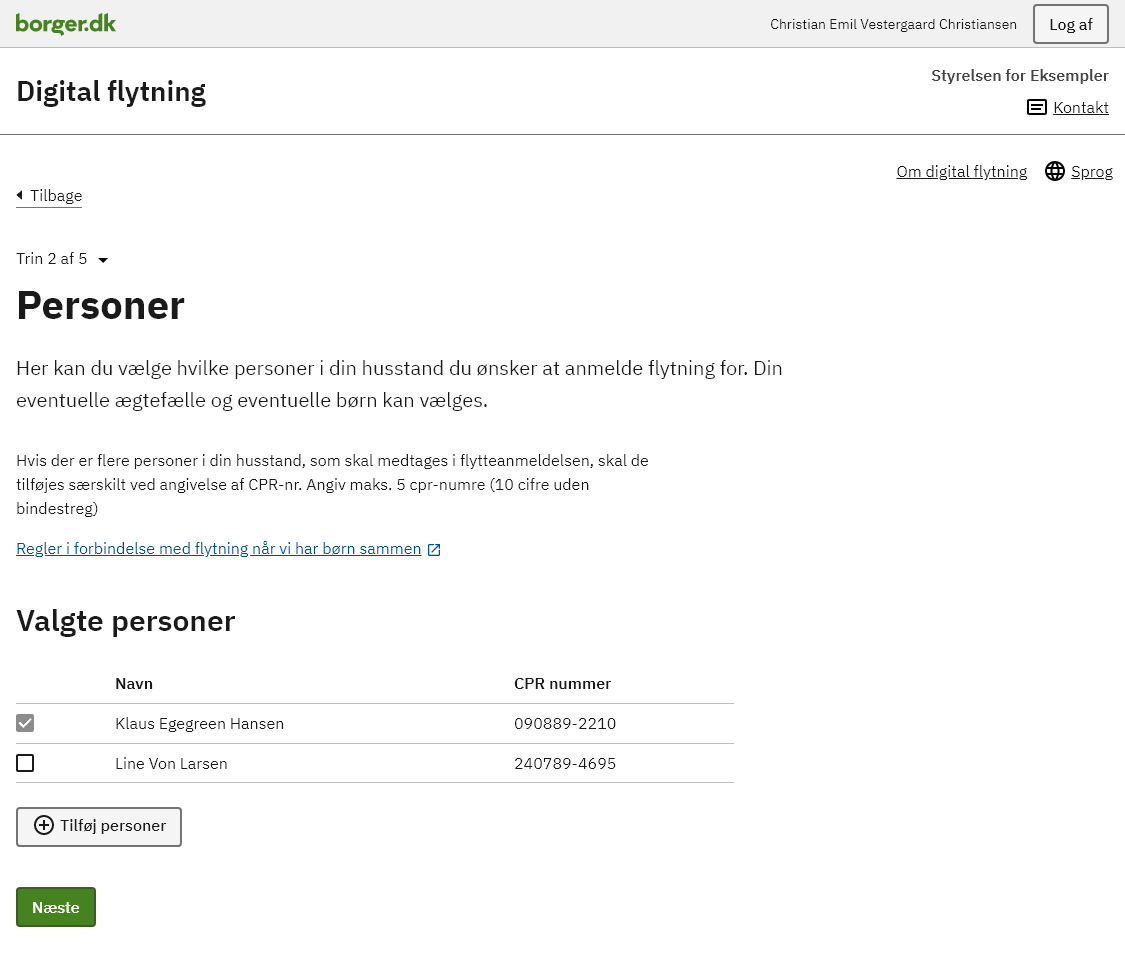 borger.dk
Christian Emil Vestergaard Christiansen
Log af
Digital flytning
Styrelsen for Eksempler
Kontakt
Om digital flytning
Sprog
Tilbage
Trin 2 af 5
Personer
Her kan du vælge hvilke personer i din husstand du ønsker at anmelde flytning for. Din
eventuelle ægtefælle og eventuelle børn kan vælges.
Hvis der er flere personer i din husstand, som skal medtages i flytteanmeldelsen, skal de
tilføjes særskilt ved angivelse af CPR-nr. Angiv maks. 5 cpr-numre (10 cifre uden
bindestreg)
Regler i forbindelse med flytning når vi har børn sammen
Valgte personer
Navn CPR nummer
Klaus Egegreen Hansen 090889-2210
Line Von Larsen 240789-4695
Tilføj personer
Næste